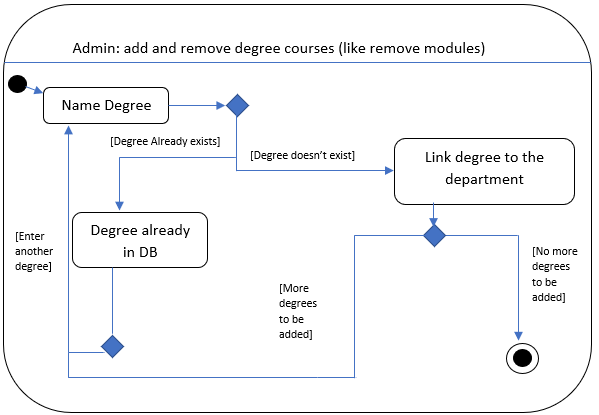 Admin: add and remove degree courses (like remove modules)
Name Degree
[Degree Already exists]
[Degree doesn't exist]
Link degree to the
department
Degree already
in DB
[Enter
another
degree]
[More
degrees
to be
added]
[No more
degrees
to be
added]